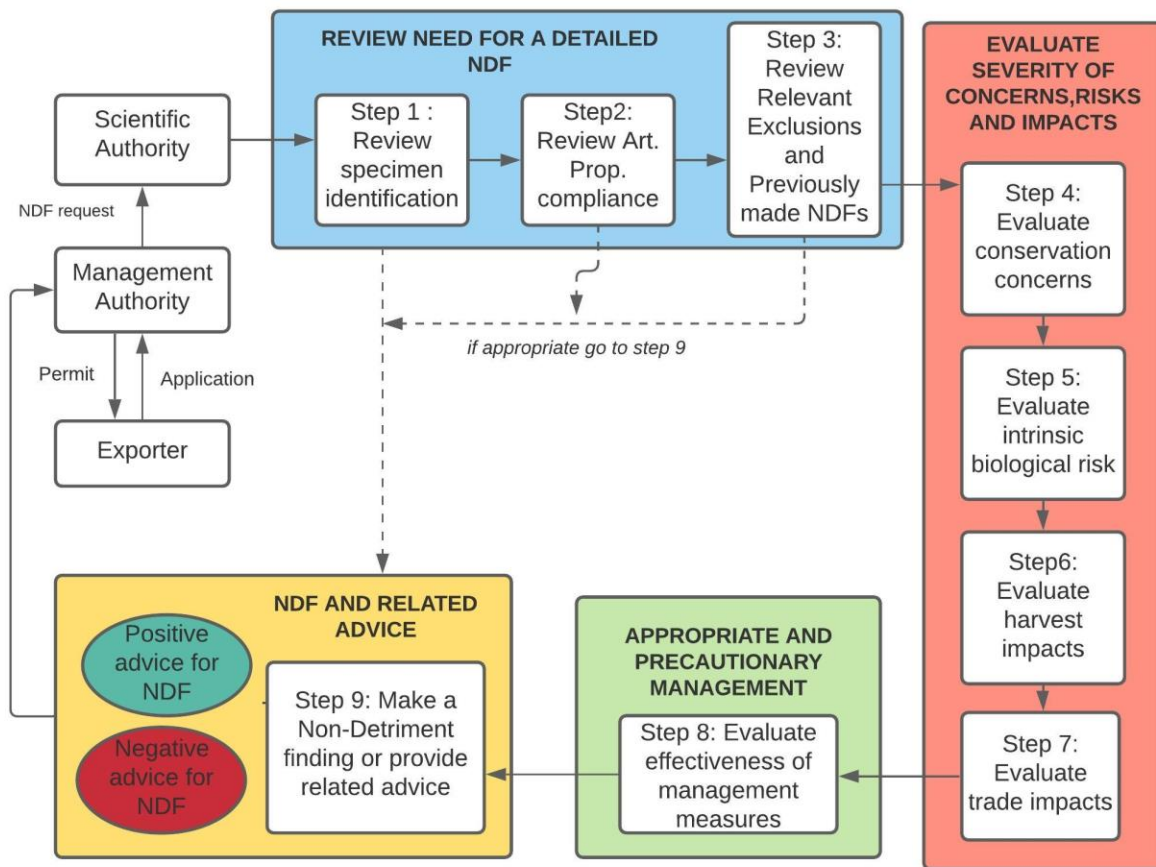 REVIEW NEED FOR A DETAILED
NDF
Step 1 :
Review
specimen
identification
Step2:
Review Art.
Prop.
compliance
Step 3:
Review
Relevant
Exclusions
and
Previously
made NDFs
EVALUATE
SEVERITY OF
CONCERNS,RISKS
AND IMPACTS
Scientific
Authority
NDF request
Management
Authority
Permit
Application
Exporter
if appropriate go to step 9
Step 4:
Evaluate
conservation
concerns
Step 5:
Evaluate
intrinsic
biological risk
Step6:
Evaluate
harvest
impacts
Step 7:
Evaluate
trade impacts
APPROPRIATE AND
PRECAUTIONARY
MANAGEMENT
Step 8: Evaluate
effectiveness of
management
measures
NDF AND RELATED
ADVICE
Step 9: Make a
Non-Detriment
finding or provide
related advice
Positive
advice for
NDF
Negative
advice for
NDF